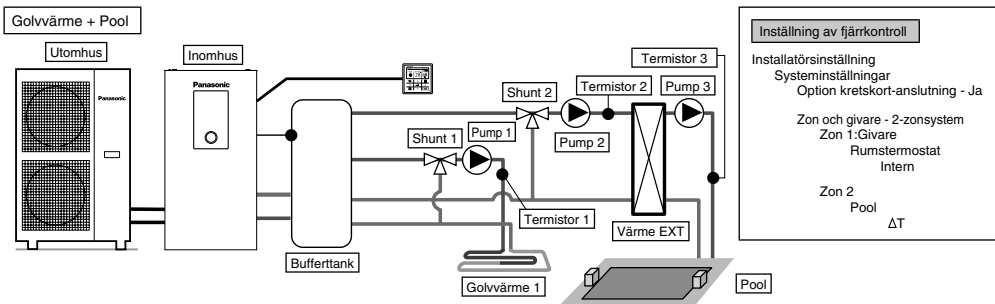 Golvvärme + Pool
Utomhus
Inomhus
Panasonic
Panasonic
Shunt 1
Pump 1
Shunt 2
Pump 2
Termistor 2
Termistor 3
Pump 3
Termistor 1
Värme EXT
Bufferttank
Golvvärme 1
Pool
Inställning av fjärrkontroll
Installatörsinställning
Systeminställningar
Option kretskort-anslutning - Ja
Zon och givare - 2-zonsystem
Zon 1:Givare
Rumstermostat
Intern
Zon 2
Pool
ΔT